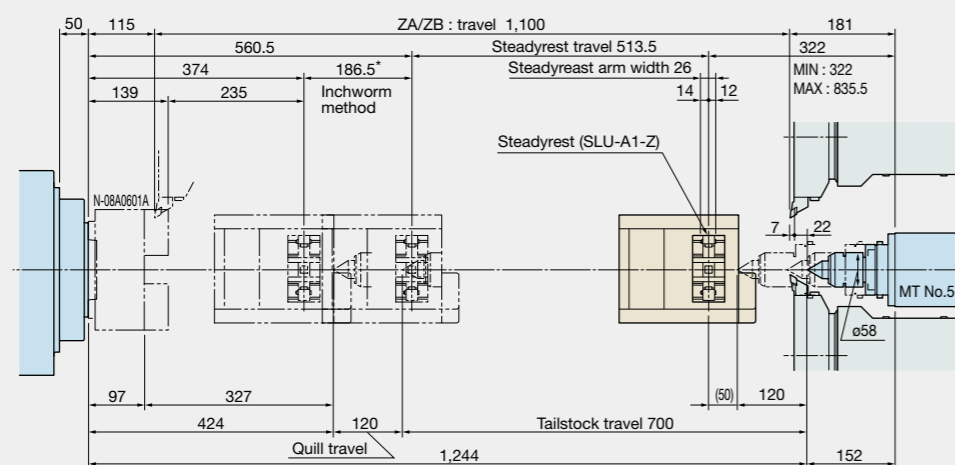 50 115 ZA/ZB : travel 1,100 181
560.5 Steadyrest travel 513.5 322
374 186.5* Steadyreast arm width 26 MIN : 322
139 235 Inchworm 14 12 MAX : 835.5
method
Steadyrest (SLU-A1-Z)
N-08A0601A
7 22
MT No.5
ø58
97 327 (50) 120
424 120 Tailstock travel 700
Quill travel
1,244 152